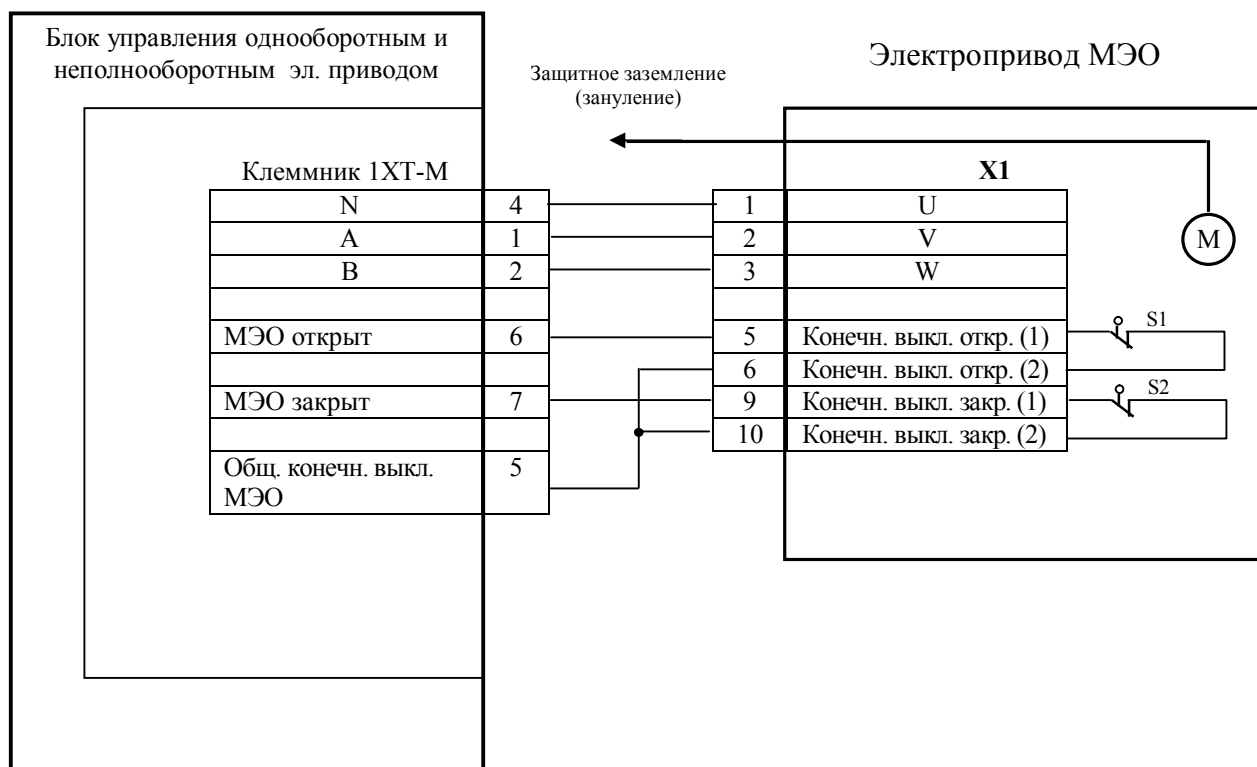 Блок управления однооборотным и
неполнооборотным эл. приводом
Защитное заземление
(зануление)
Электропривод МЭО
Клеммник 1ХТ-М
N 4
A 1
B 2
МЭО открыт 6
МЭО закрыт 7
Общ. конечн. выкл. 5
МЭО
X1
1 U
2 V
3 W
5 Конечн. выкл. откр. (1)
6 Конечн. выкл. откр. (2)
9 Конечн. выкл. закр. (1)
10 Конечн. выкл. закр. (2)
M
S1
S2